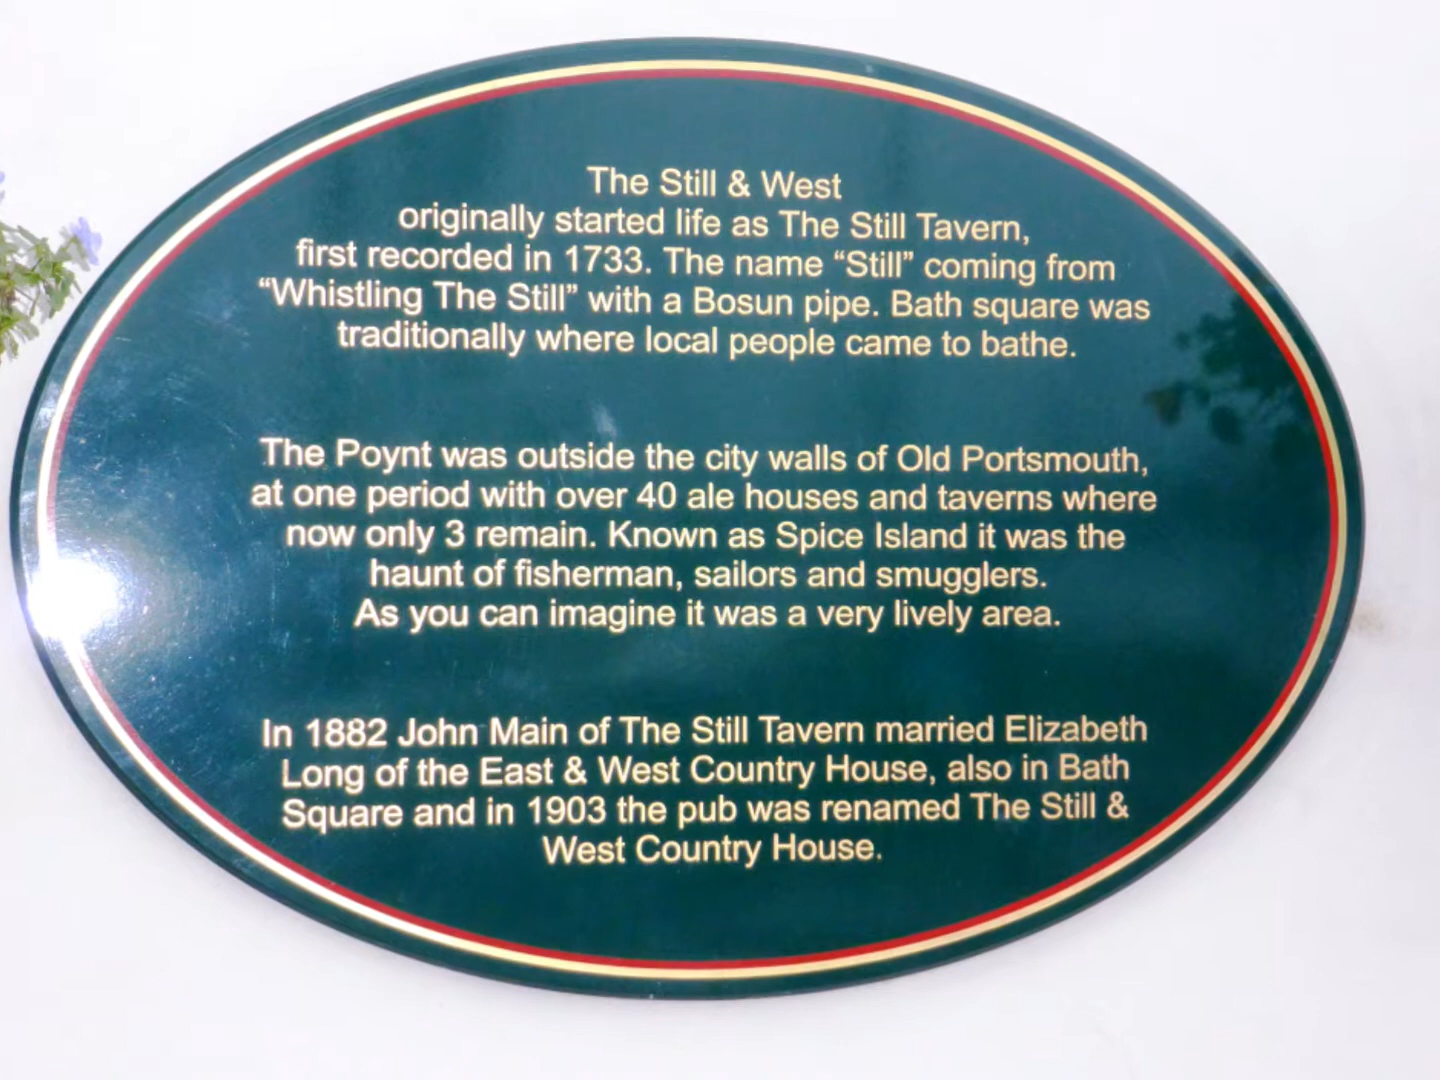 The Still & West
originally started life as The Still Tavern,
first recorded in 1733. The name “Still” coming from
“Whistling The Still” with a Bosun pipe. Bath square was
traditionally where local people came to bathe.
The Poynt was outside the city walls of Old Portsmouth,
at one period with over 40 ale houses and taverns where
now only 3 remain. Known as Spice Island it was the
haunt of fisherman, sailors and smugglers.
As you can imagine it was a very lively area.
In 1882 John Main of The Still Tavern married Elizabeth
Long of the East & West Country House, also in Bath
Square and in 1903 the pub was renamed The Still &
West Country House.